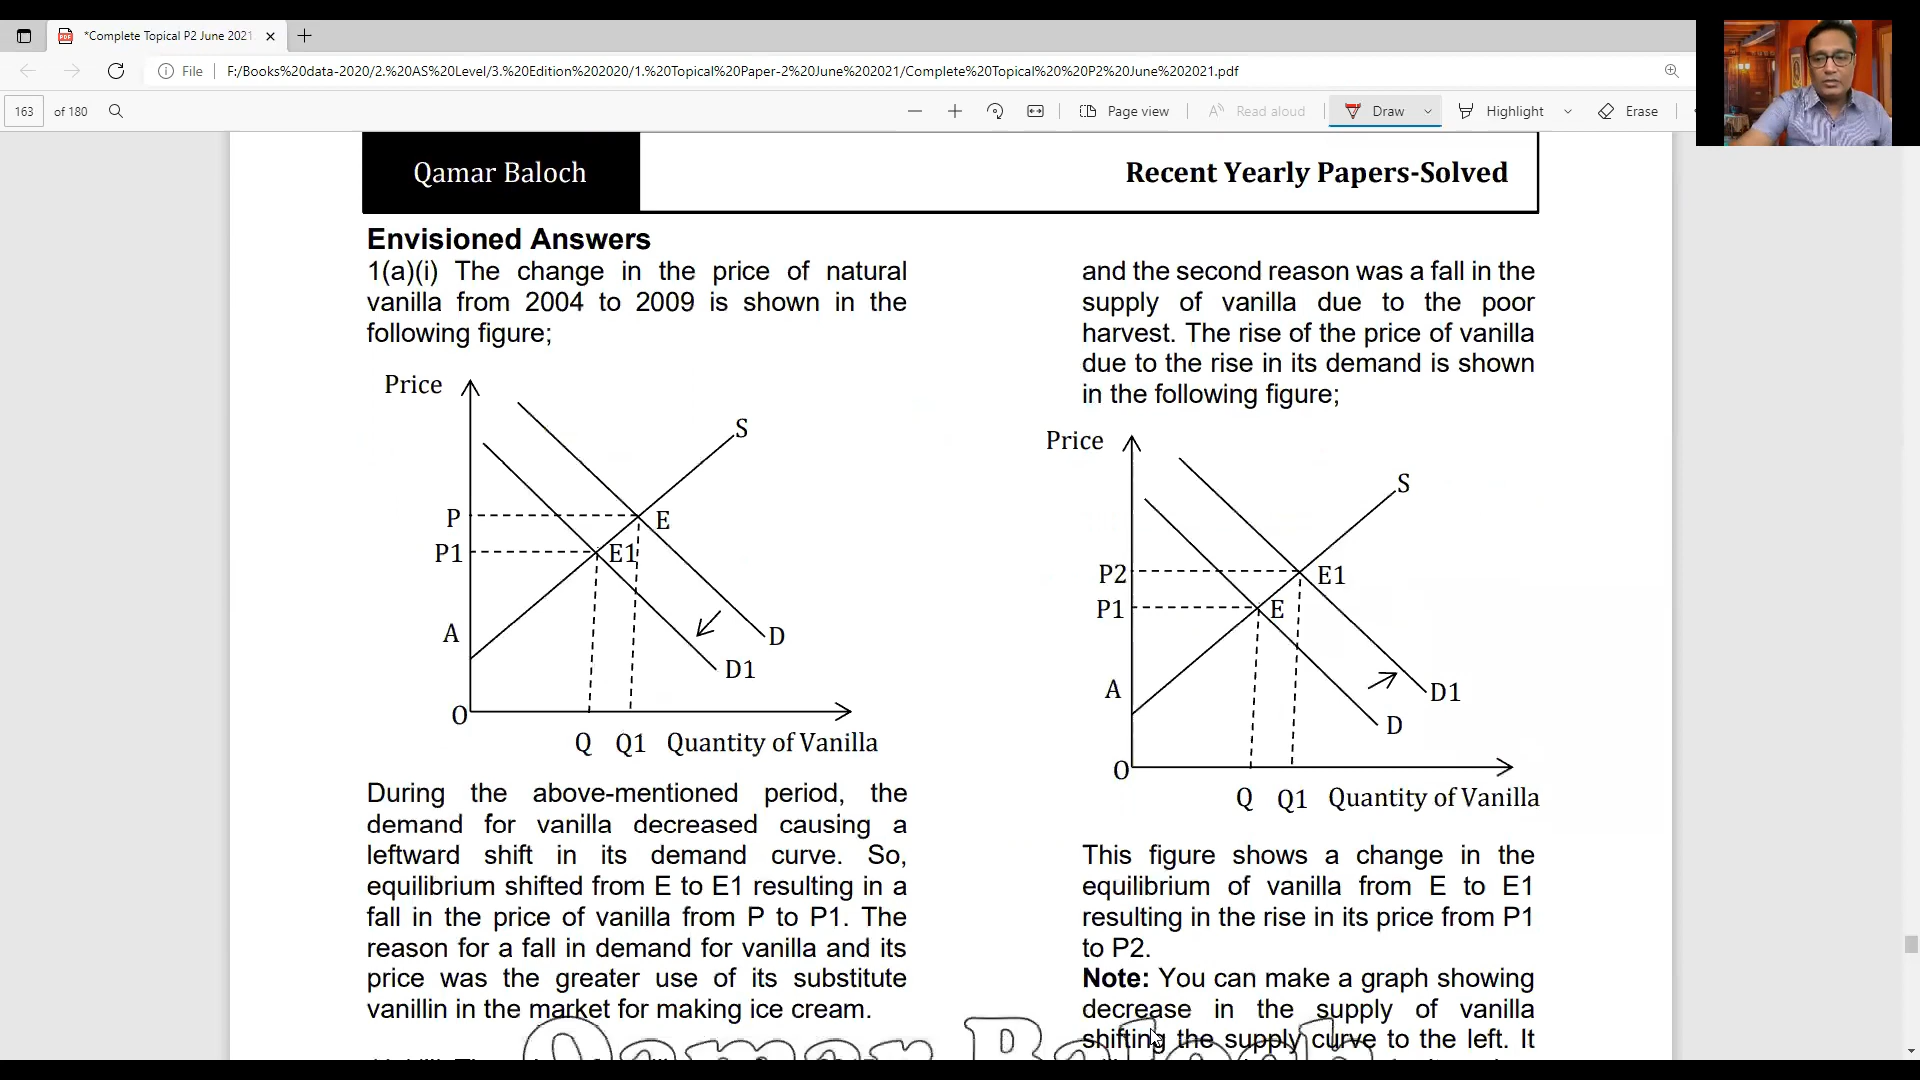 *Complete Topical P2 June 2021
File
F:/Books%20data-2020/2.%20AS%20Level/3.%20Edition%202020/1.%20Topical%20Paper-2%20June%202021/Complete%20Topical%20%20P2%20June%202021.pdf
163 of 180
Page view
Read aloud
Draw
Highlight
Erase
Qamar Baloch
Recent Yearly Papers-Solved
Envisioned Answers
1(a)(i) The change in the price of natural
vanilla from 2004 to 2009 is shown in the
following figure;
Price
S
P
E
P1
E1
A
D
D1
O
Q Q1 Quantity of Vanilla
During the above-mentioned period, the
demand for vanilla decreased causing a
leftward shift in its demand curve. So,
equilibrium shifted from E to E1 resulting in a
fall in the price of vanilla from P to P1. The
reason for a fall in demand for vanilla and its
price was the greater use of its substitute
vanillin in the market for making ice cream.
and the second reason was a fall in the
supply of vanilla due to the poor
harvest. The rise of the price of vanilla
due to the rise in its demand is shown
in the following figure;
Price
S
P2
E1
P1
E
A
D1
D
O
Q Q1 Quantity of Vanilla
This figure shows a change in the
equilibrium of vanilla from E to E1
resulting in the rise in its price from P1
to P2.
Note: You can make a graph showing
decrease in the supply of vanilla
shifting the supply curve to the left. It
Qamar Baloch